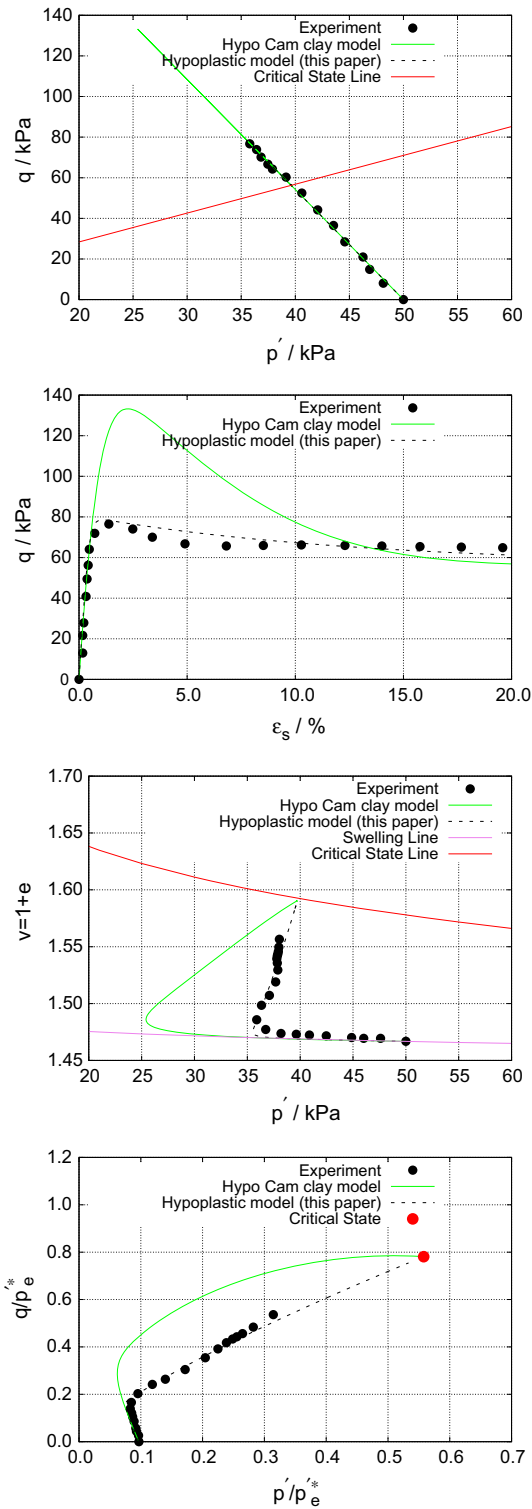 140
120
100
80
60
40
20
0
Experiment
Hypo Cam clay model
Hypoplastic model (this paper)
Critical State Line
q / kPa
20 25 30 35 40 45 50 55 60
p′ / kPa
140
120
100
80
60
40
20
0
Experiment
Hypo Cam clay model
Hypoplastic model (this paper)
q / kPa
0.0 5.0 10.0 15.0 20.0
εs / %
1.70
1.65
1.60
1.55
1.50
1.45
Experiment
Hypo Cam clay model
Hypoplastic model (this paper)
Swelling Line
Critical State Line
v=1+e
20 25 30 35 40 45 50 55 60
p′ / kPa
1.2
1.0
0.8
0.6
0.4
0.2
0.0
Experiment
Hypo Cam clay model
Hypoplastic model (this paper)
Critical State
q/p′e*
0.0 0.1 0.2 0.3 0.4 0.5 0.6 0.7
p′/p′e*